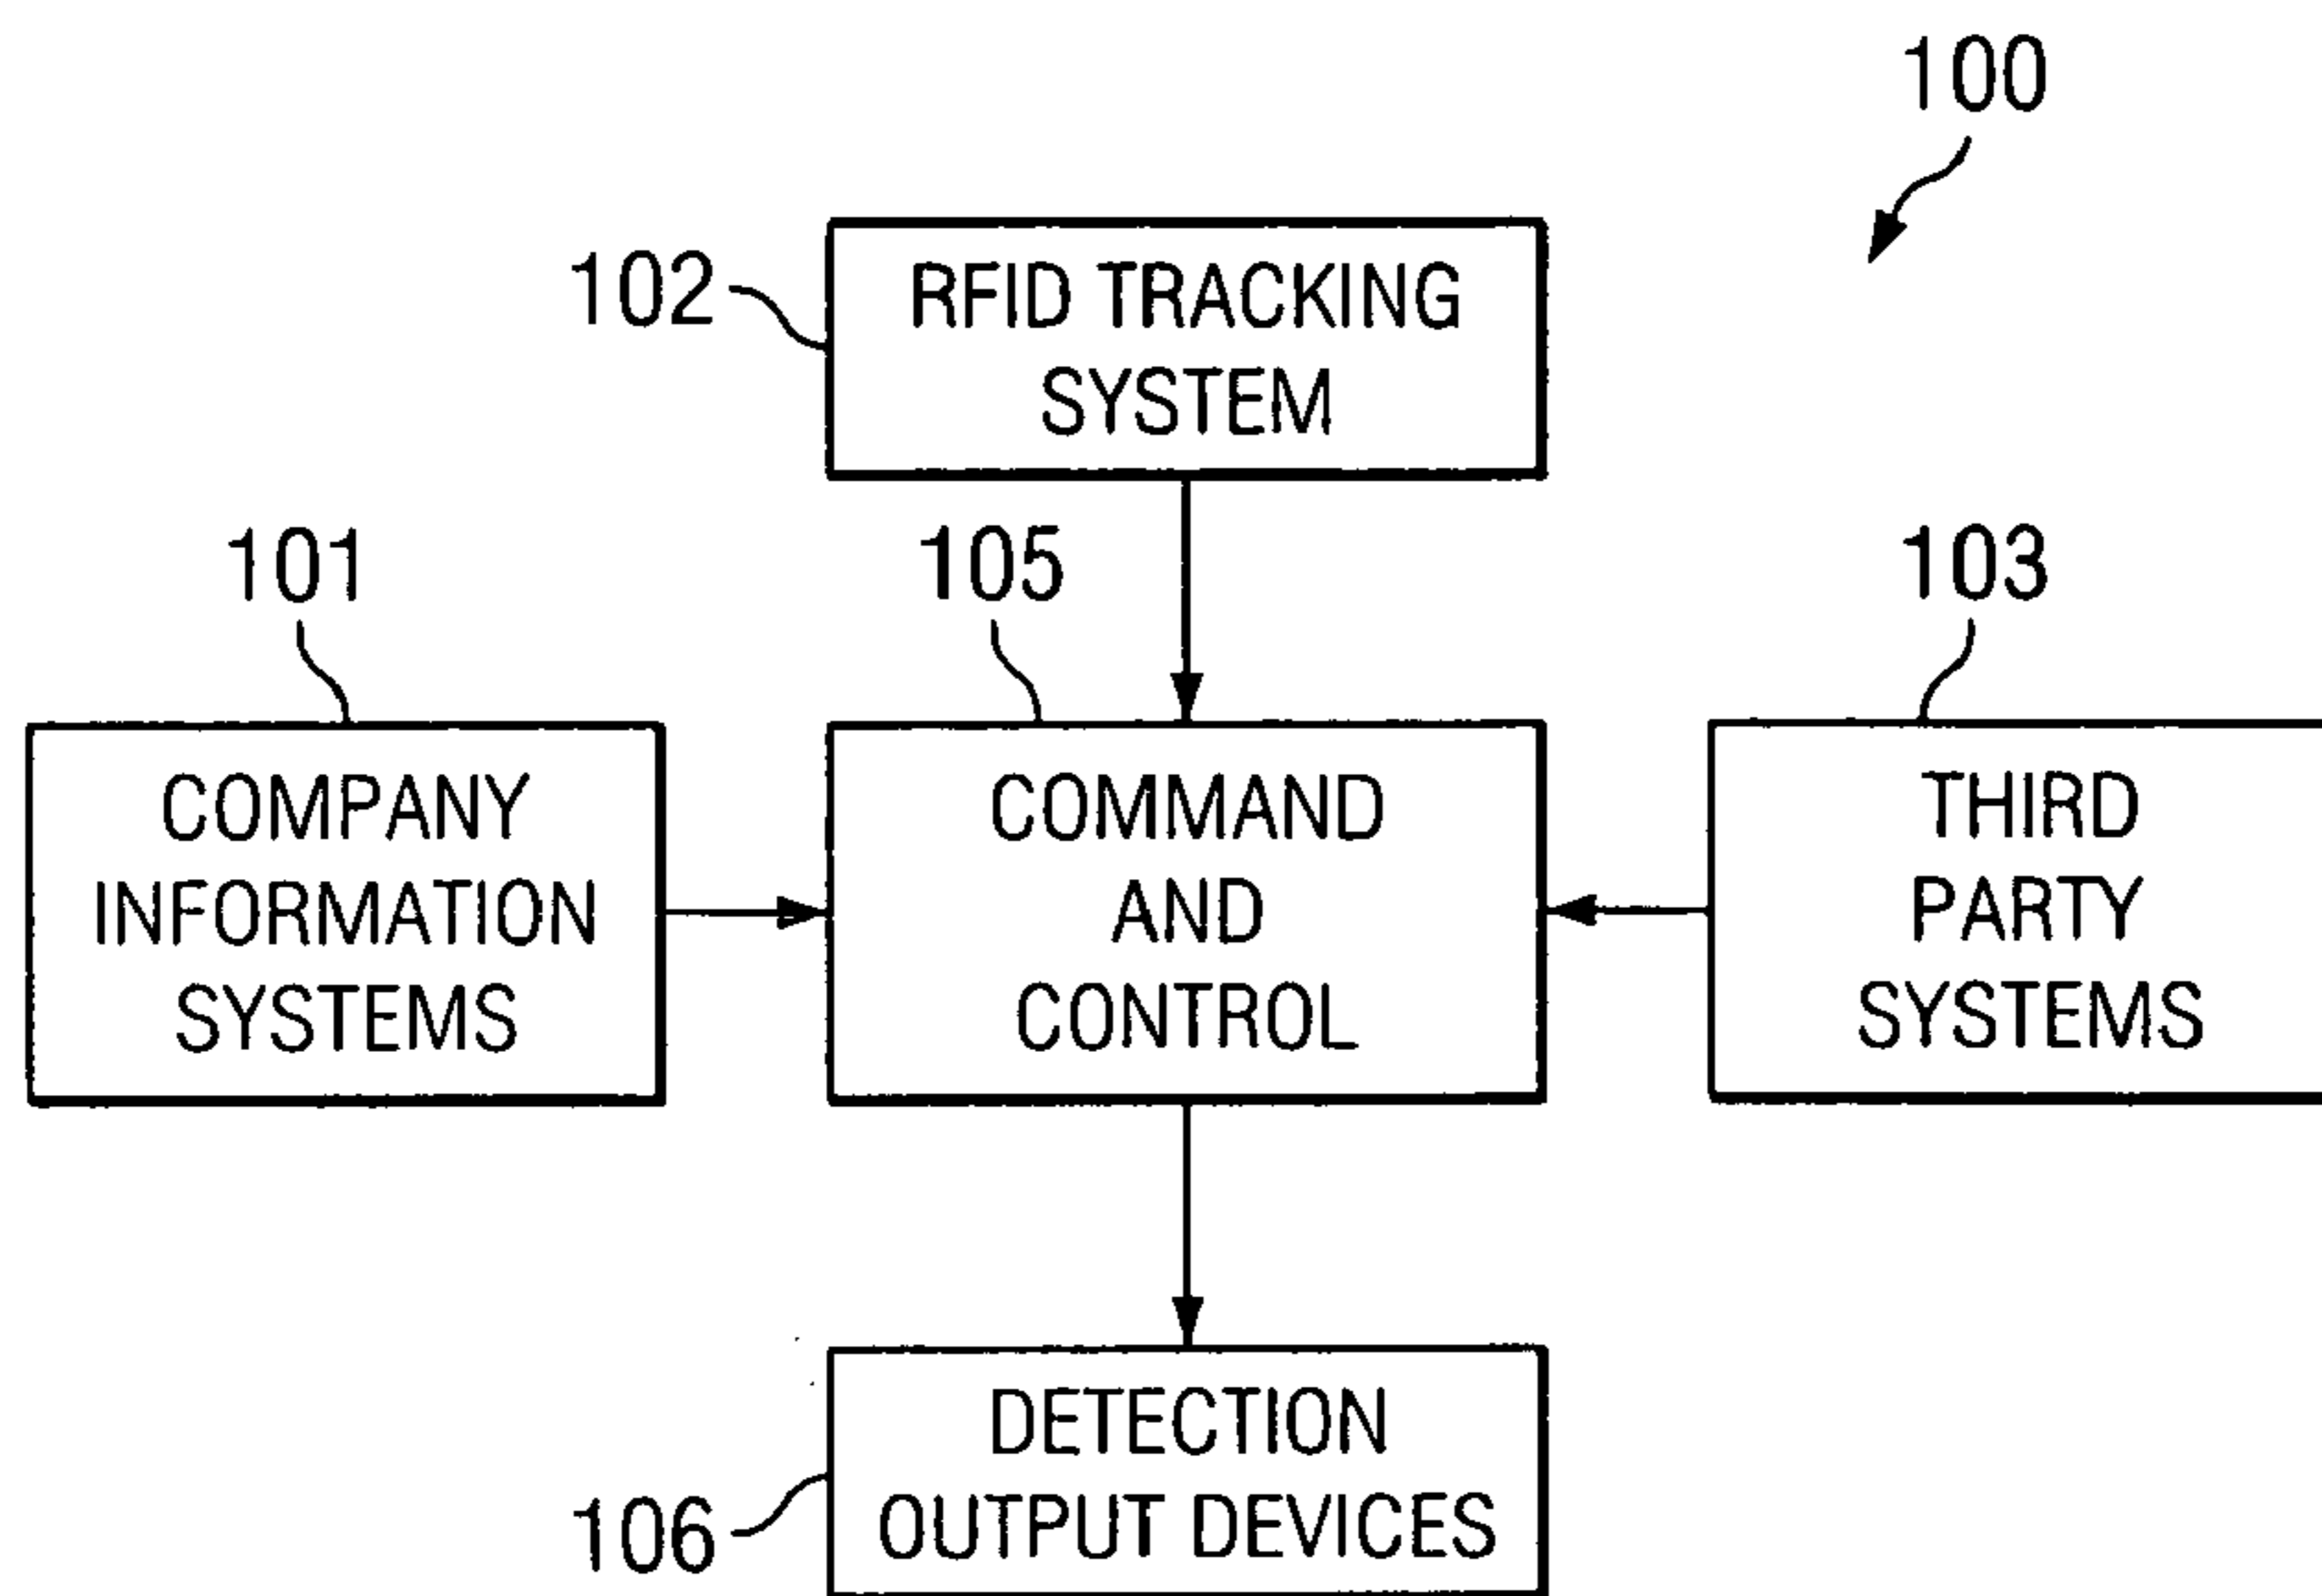 100
102
RFID TRACKING
SYSTEM
101
105
103
COMPANY
INFORMATION
SYSTEMS
COMMAND
AND
CONTROL
THIRD
PARTY
SYSTEMS
106
DETECTION
OUTPUT DEVICES